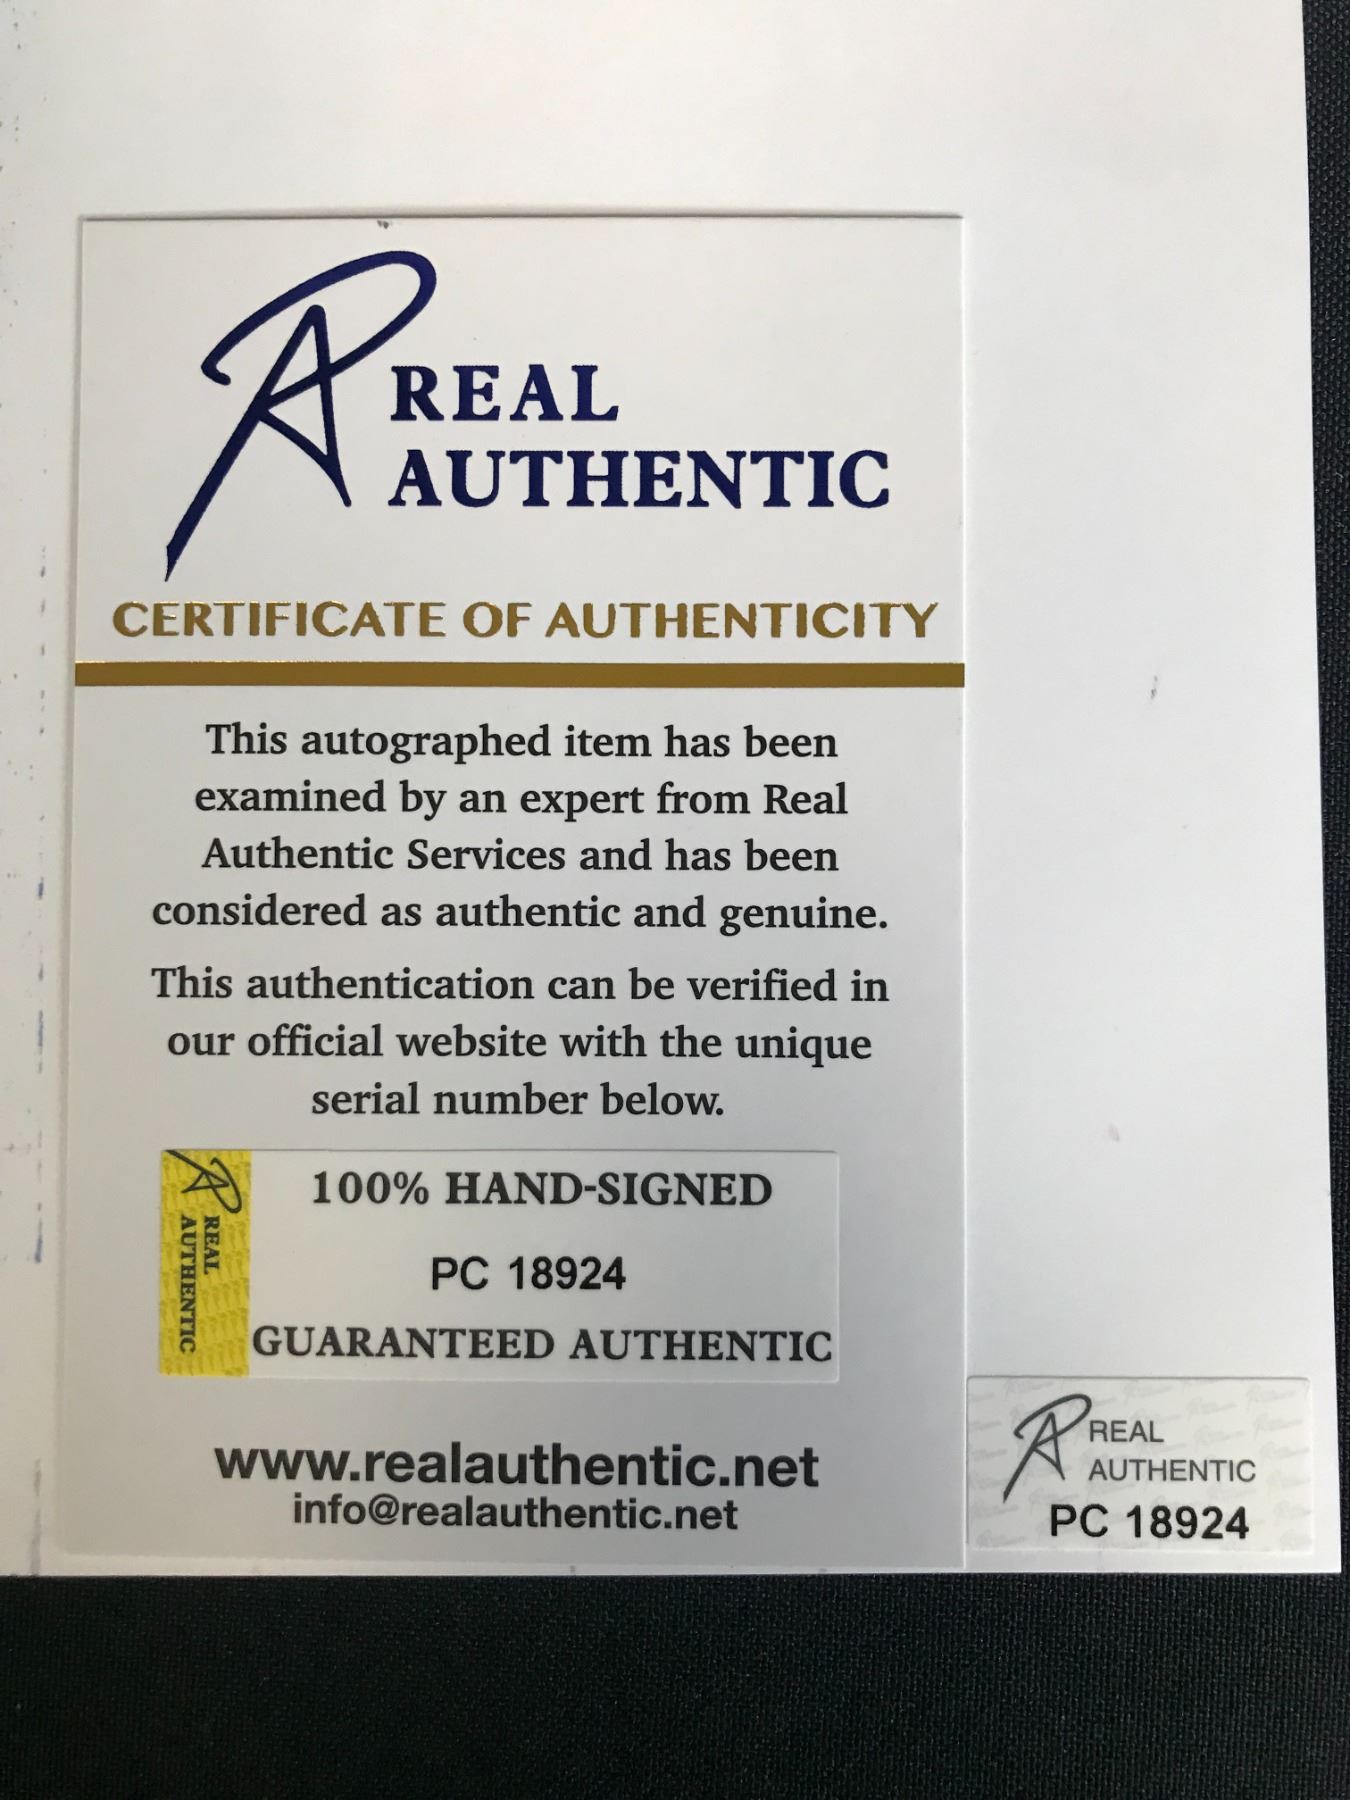 REAL
AUTHENTIC
CERTIFICATE OF AUTHENTICITY
This autographed item has been
examined by an expert from Real
Authentic Services and has been
considered as authentic and genuine.
This authentication can be verified in
our official website with the unique
serial number below.
REAL
AUTHENTIC
100% HAND-SIGNED
PC 18924
GUARANTEED AUTHENTIC
www.realauthentic.net
info@realauthentic.net
REAL
AUTHENTIC
PC 18924